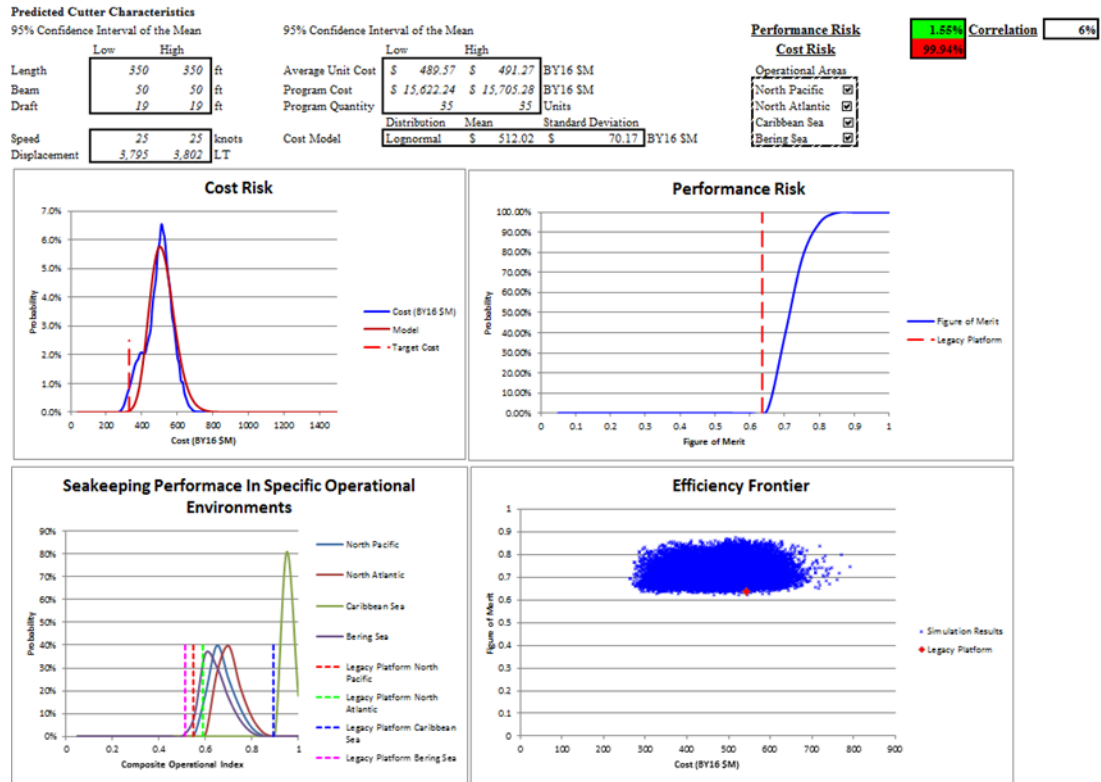 Predicted Cutter Characteristics
95% Confidence Interval of the Mean
Low High
Length 350 350 ft
Beam 50 50 ft
Draft 19 19 ft
Speed 25 25 knots
Displacement 3,795 3,802 LT
95% Confidence Interval of the Mean
Low High
Average Unit Cost $ 489.57 $ 491.27 BY16 $M
Program Cost $ 15,622.24 $ 15,705.28 BY16 $M
Program Quantity 35 35 Units
Distribution Mean Standard Deviation
Cost Model Lognormal $ 512.02 $ 70.17 BY16 $M
Performance Risk 1.55% Correlation 6%
Cost Risk 99.94%
Operational Areas
North Pacific
North Atlantic
Caribbean Sea
Bering Sea
Cost Risk
7.0%
6.0%
5.0%
4.0%
3.0%
2.0%
1.0%
0.0%
Probability
0 200 400 600 800 1000 1200 1400
Cost (BY16 $M)
Cost (BY16 $M)
Model
Target Cost
Performance Risk
100.00%
90.00%
80.00%
70.00%
60.00%
50.00%
40.00%
30.00%
20.00%
10.00%
0.00%
Probability
0 0.1 0.2 0.3 0.4 0.5 0.6 0.7 0.8 0.9 1
Figure of Merit
Figure of Merit
Legacy Platform
Seakeeping Performace In Specific Operational
Environments
90%
80%
70%
60%
50%
40%
30%
20%
10%
0%
Probability
0 0.2 0.4 0.6 0.8 1
Composite Operational Index
North Pacific
North Atlantic
Caribbean Sea
Bering Sea
Legacy Platform North
Pacific
Legacy Platform North
Atlantic
Legacy Platform Caribbean
Sea
Legacy Platform Bering Sea
Efficiency Frontier
1
0.9
0.8
0.7
0.6
0.5
0.4
0.3
0.2
0.1
0
Figure of Merit
0 100 200 300 400 500 600 700 800 900
Cost (BY16 $M)
Simulation Results
Legacy Platform